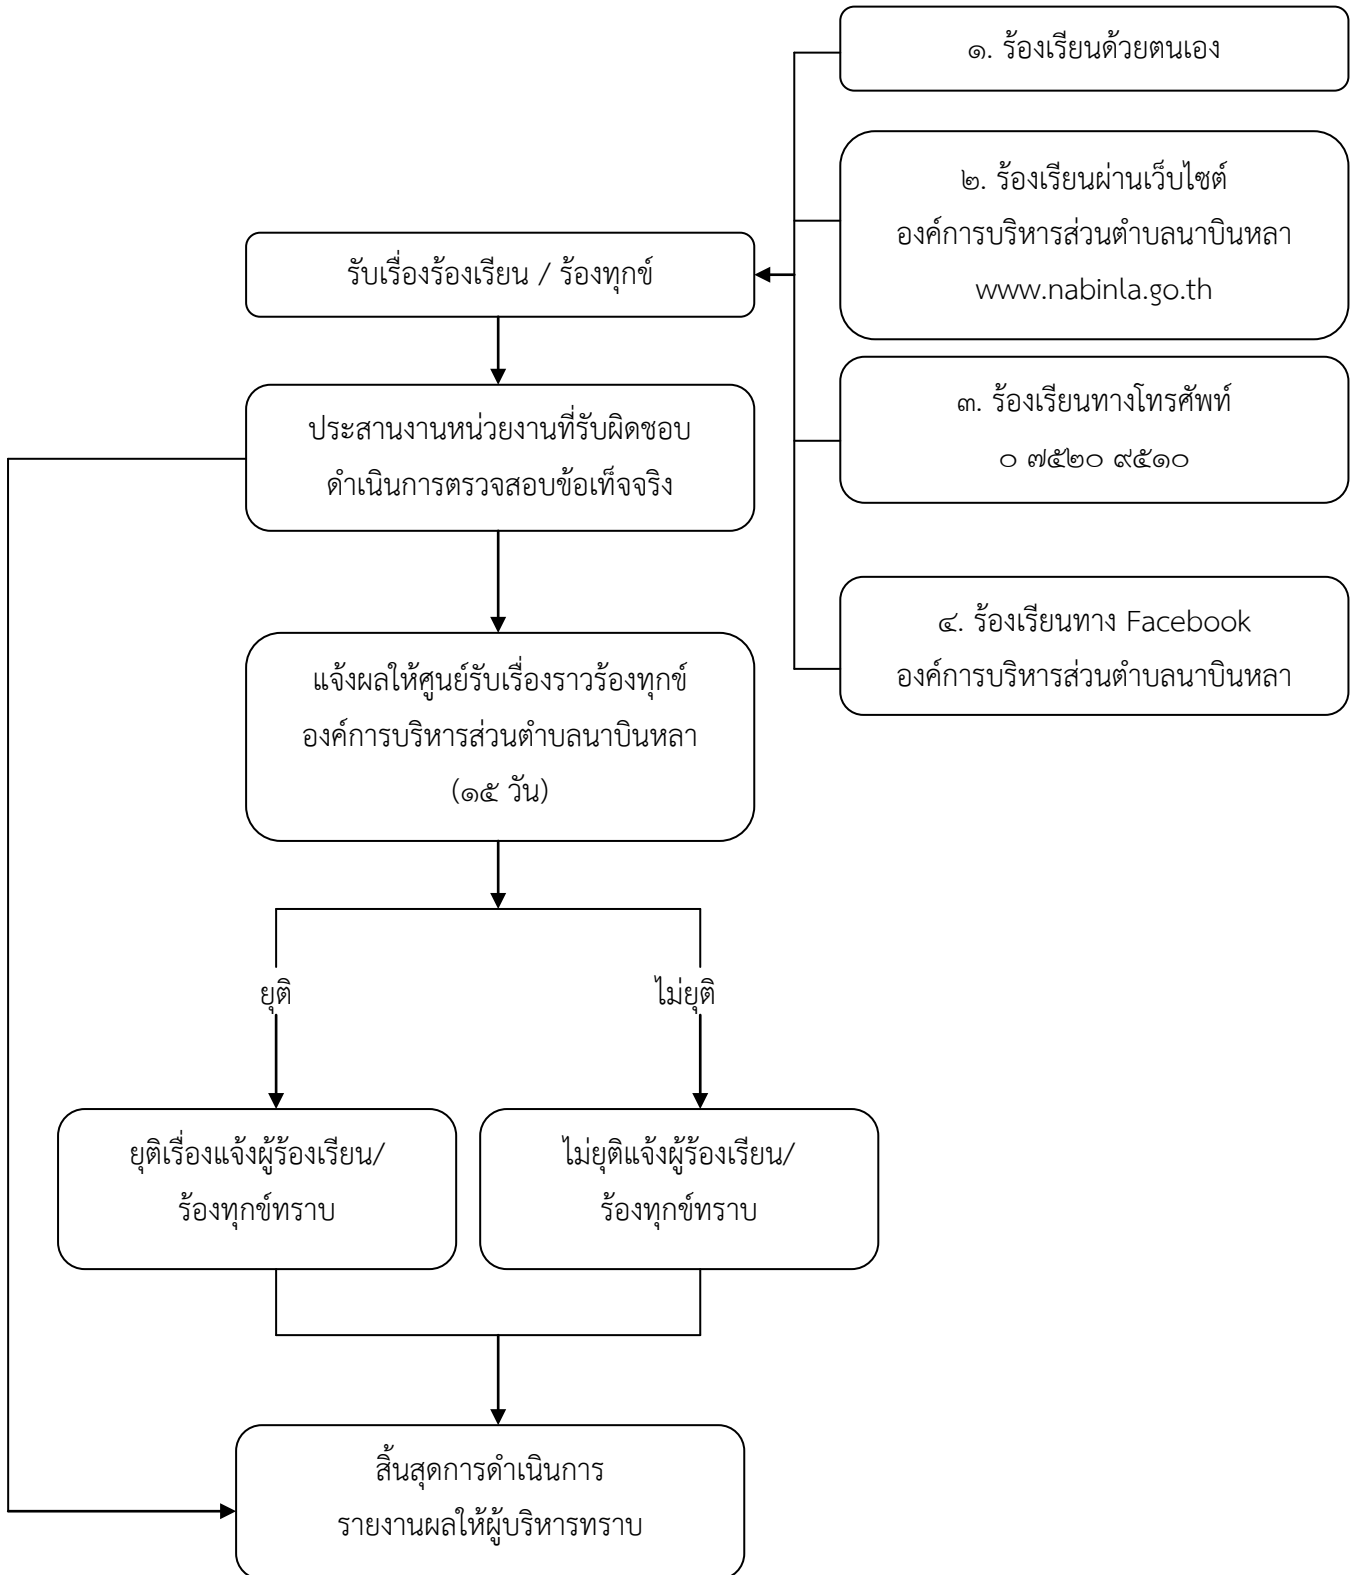 ๑. ร้องเรียนด้วยตนเอง
๒. ร้องเรียนผ่านเว็บไซต์
องค์การบริหารส่วนตำบลนาบินหลา
www.nabinla.go.th
๓. ร้องเรียนทางโทรศัพท์
๐ ๗๕๒๐ ๙๕๑๐
๔. ร้องเรียนทาง Facebook
องค์การบริหารส่วนตำบลนาบินหลา
รับเรื่องร้องเรียน / ร้องทุกข์
ประสานงานหน่วยงานที่รับผิดชอบ
ดำเนินการตรวจสอบข้อเท็จจริง
แจ้งผลให้ศูนย์รับเรื่องราวร้องทุกข์
องค์การบริหารส่วนตำบลนาบินหลา
(๑๕ วัน)
ยุติ
ไม่ยุติ
ยุติเรื่องแจ้งผู้ร้องเรียน/
ร้องทุกข์ทราบ
ไม่ยุติแจ้งผู้ร้องเรียน/
ร้องทุกข์ทราบ
สิ้นสุดการดำเนินการ
รายงานผลให้ผู้บริหารทราบ